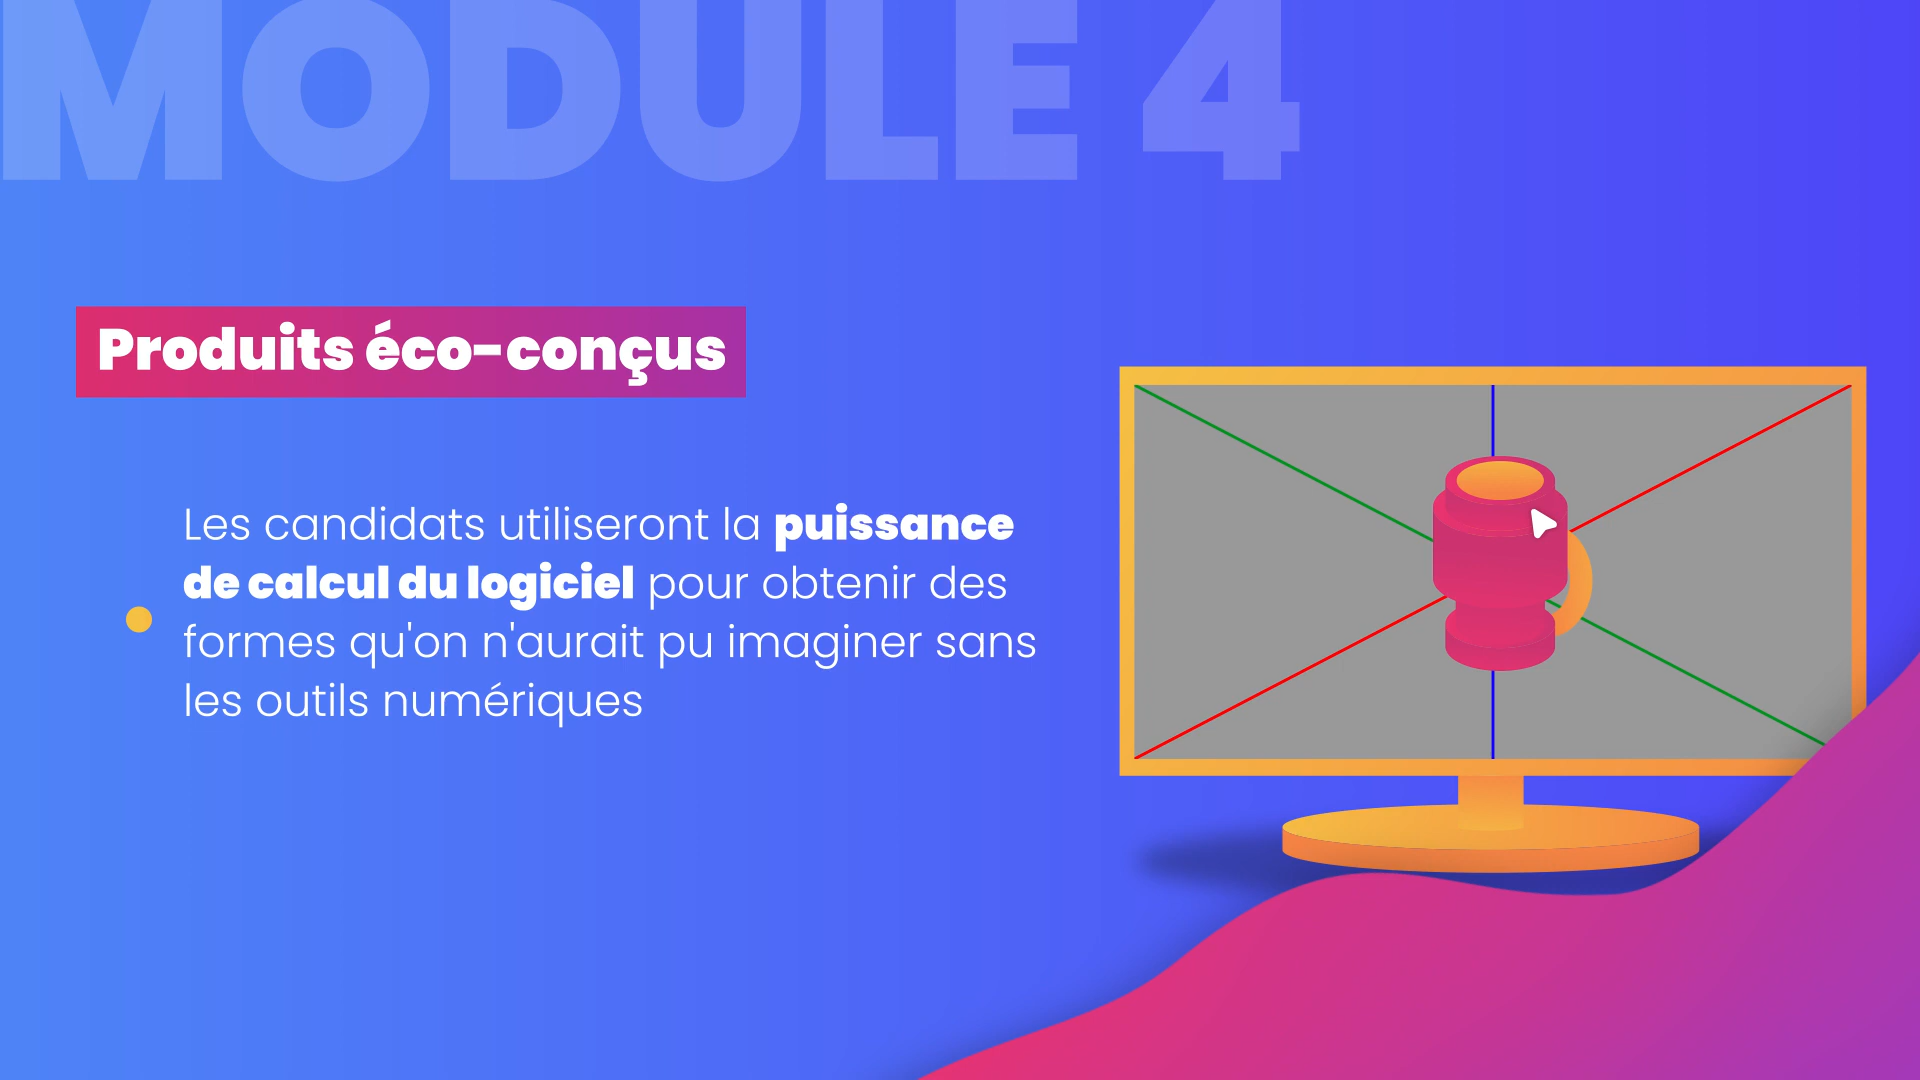 MODULE 4
Produits éco-conçus
Les candidats utiliseront la puissance
de calcul du logiciel pour obtenir des
formes qu'on n'aurait pu imaginer sans
les outils numériques